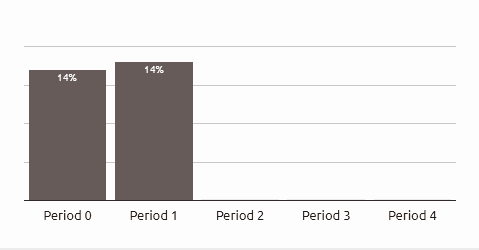 14%
14%
Period 0
Period 1
Period 2
Period 3
Period 4